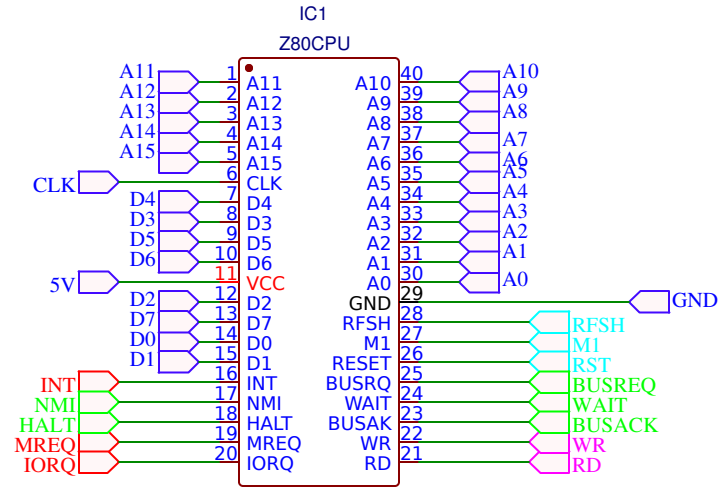 IC1
Z80CPU
A11 1 A11 A10 40 A10
A12 2 A12 A9 39 A9
A13 3 A13 A8 38 A8
A14 4 A14 A7 37 A7
A15 5 A15 A6 36 A6
CLK 6 CLK A5 35 A5
D4 7 D4 A4 34 A4
D3 8 D3 A3 33 A3
D5 9 D5 A2 32 A2
D6 10 D6 A1 31 A1
5V 11 VCC A0 30 A0
D2 12 D2 GND 29 GND
D7 13 D7 RFSH 28 RFSH
D0 14 D0 M1 27 M1
D1 15 D1 RESET 26 RST
INT 16 INT BUSRQ 25 BUSREQ
NMI 17 NMI WAIT 24 WAIT
HALT 18 HALT BUSAK 23 BUSACK
MREQ 19 MREQ WR 22 WR
IORQ 20 IORQ RD 21 RD